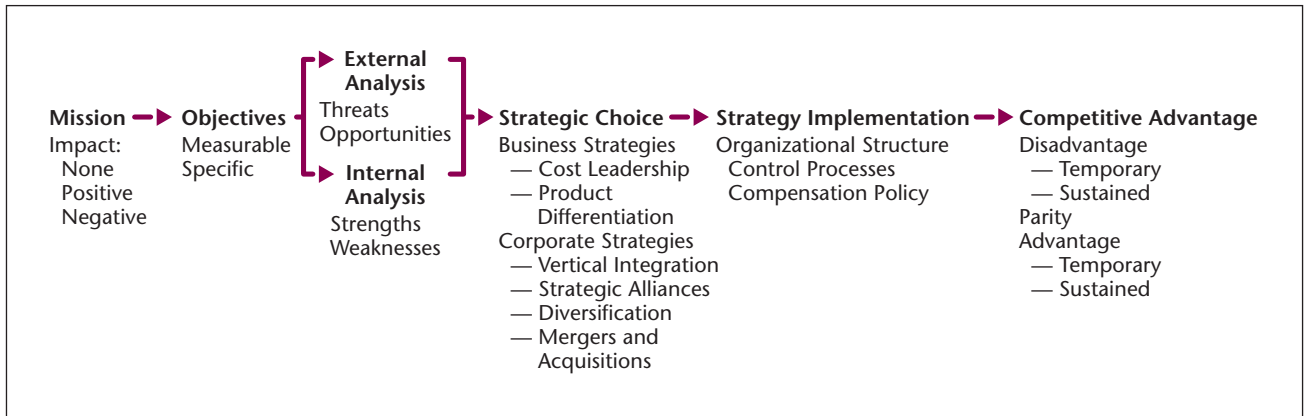 Mission
Impact:
None
Positive
Negative
Objectives
Measurable
Specific
External
Analysis
Threats
Opportunities
Internal
Analysis
Strengths
Weaknesses
Strategic Choice
Business Strategies
— Cost Leadership
— Product
Differentiation
Corporate Strategies
— Vertical Integration
— Strategic Alliances
— Diversification
— Mergers and
Acquisitions
Strategy Implementation
Organizational Structure
Control Processes
Compensation Policy
Competitive Advantage
Disadvantage
— Temporary
— Sustained
Parity
Advantage
— Temporary
— Sustained